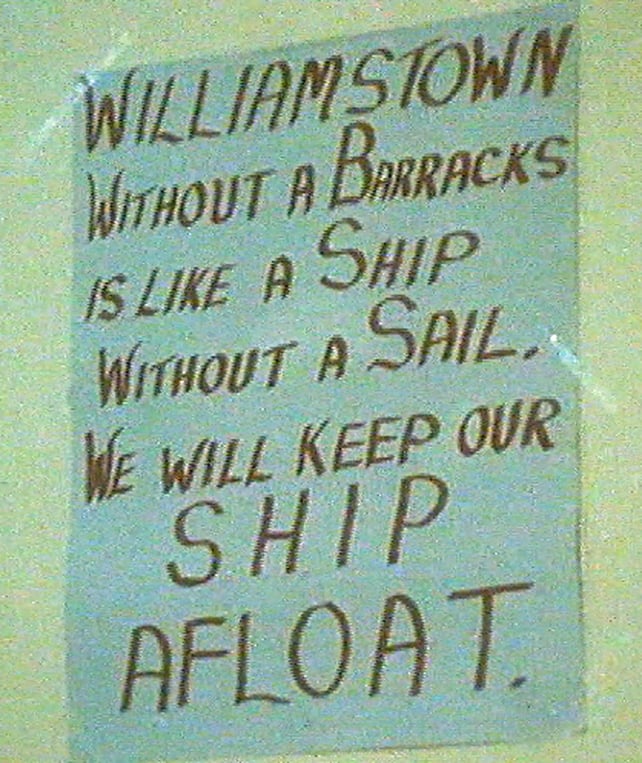 WILLIAMSTOWN
WITHOUT A BARRACKS
IS LIKE A SHIP
WITHOUT A SAIL.
WE WILL KEEP OUR
SHIP
AFLOAT.